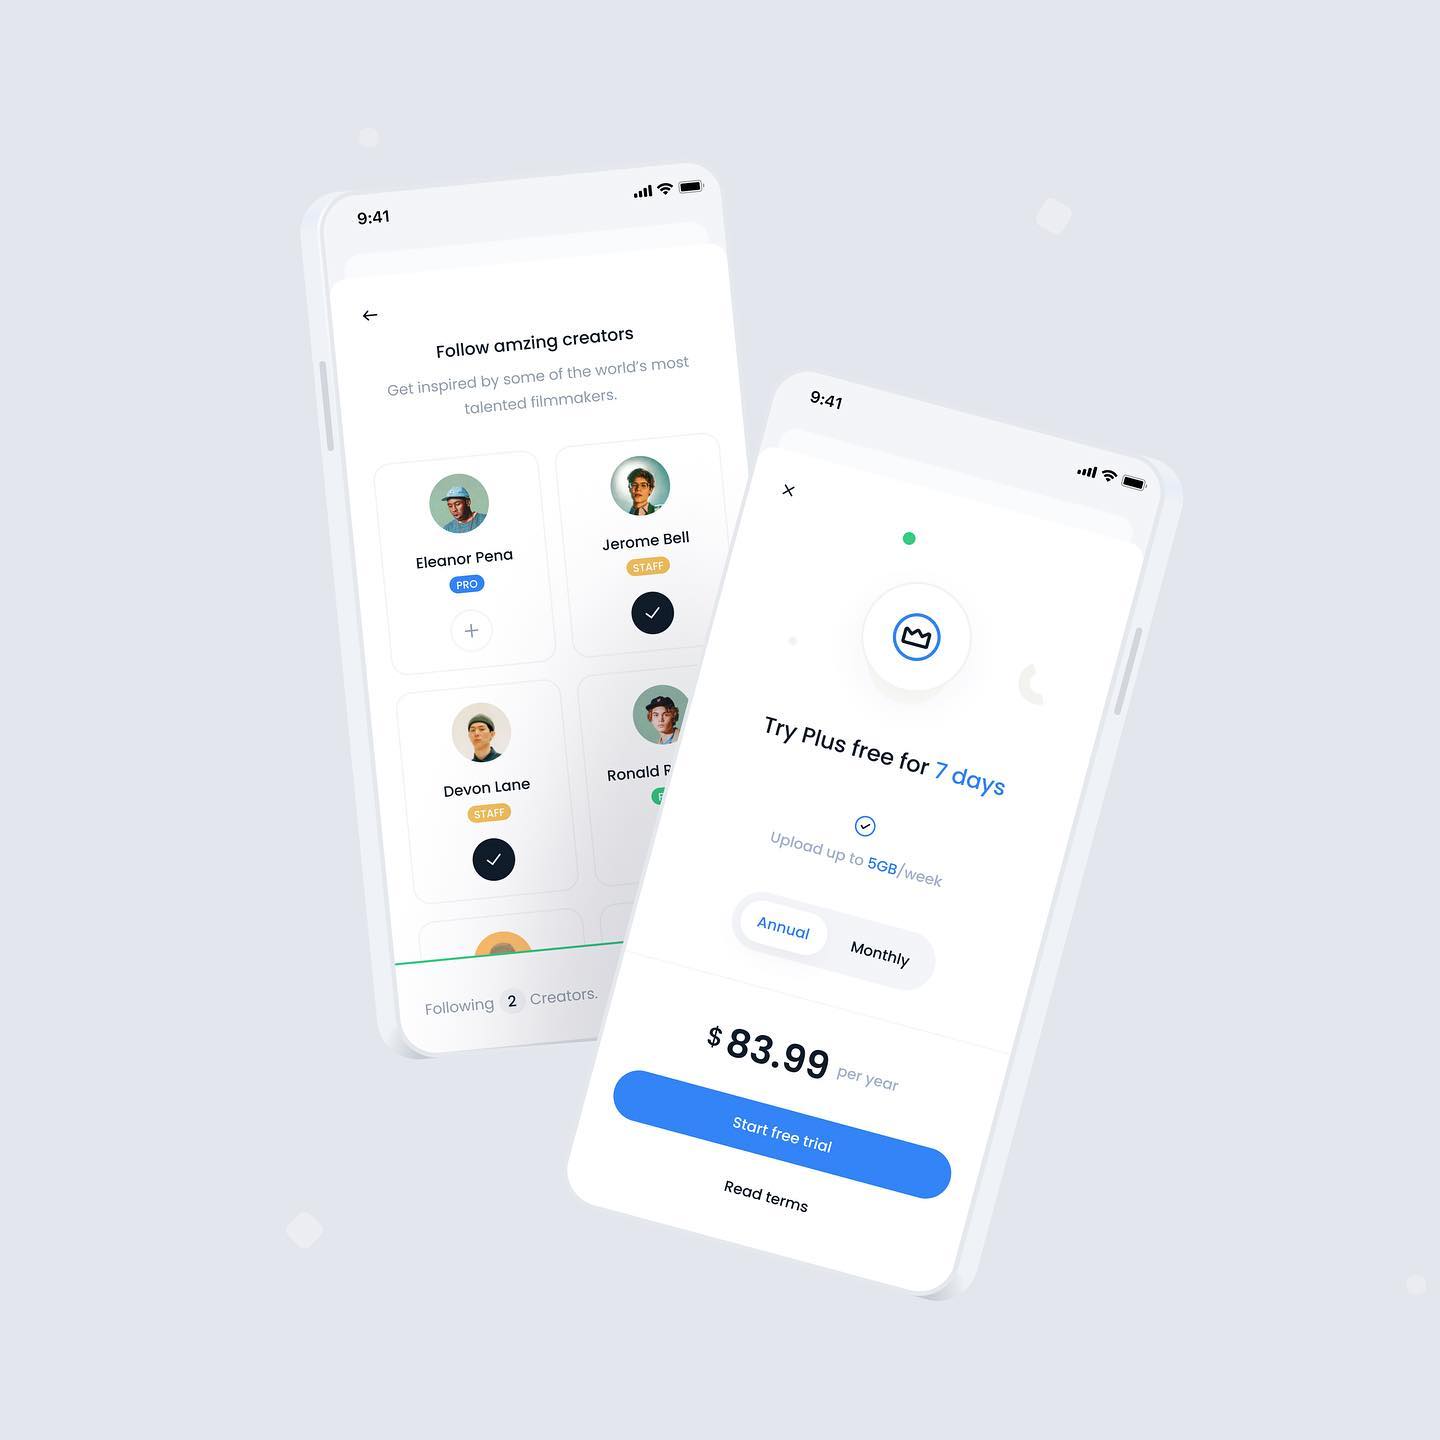 9:41
Follow amzing creators
Get inspired by some of the world's most
talented filmmakers.
Eleanor Pena
PRO
Jerome Bell
STAFF
Devon Lane
STAFF
Ronald
Following 2 Creators.
9:41
Try Plus free for 7 days
Upload up to 5GB/week
Annual
Monthly
$83.99 per year
Start free trial
Read terms